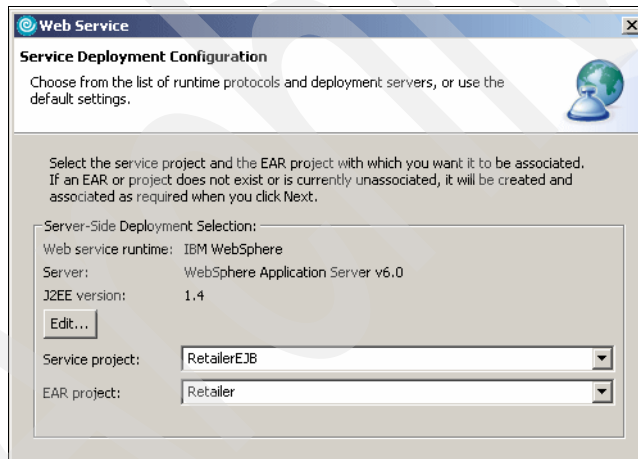 Web Service
Service Deployment Configuration
Choose from the list of runtime protocols and deployment servers, or use the
default settings.
Select the service project and the EAR project with which you want it to be associated.
If an EAR or project does not exist or is currently unassociated, it will be created and
associated as required when you click Next.
Server-Side Deployment Selection:
Web service runtime: IBM WebSphere
Server: WebSphere Application Server v6.0
J2EE version: 1.4
Edit...
Service project: RetailerEJB
EAR project: Retailer